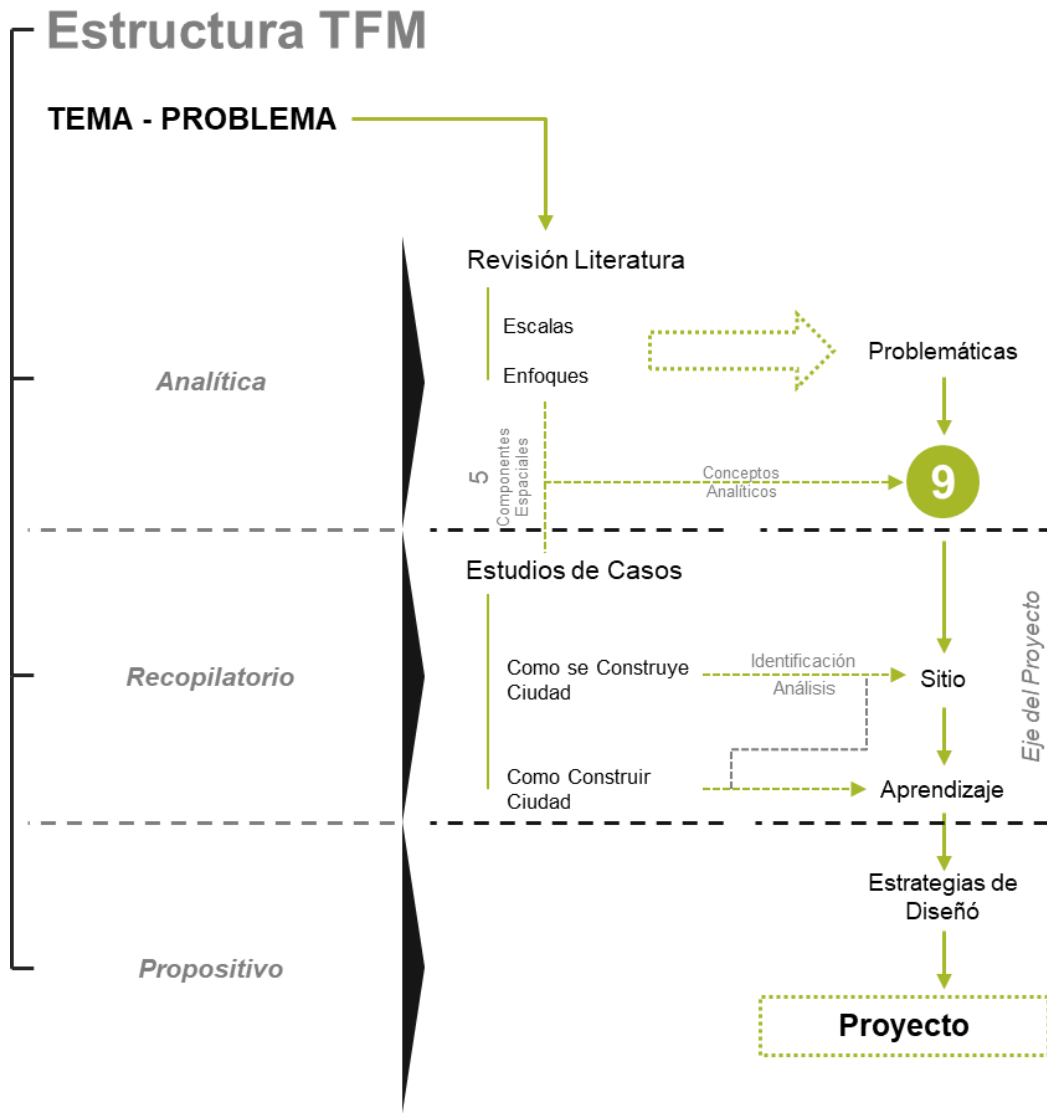 Estructura TFM
TEMA - PROBLEMA
Revisión Literatura
Escalas
Enfoques
Problemáticas
Analítica
5
Componentes
Espaciales
Conceptos
Analíticos
9
Estudios de Casos
Como se Construye
Ciudad
Identificación
Análisis
Sitio
Recopilatorio
Eje del Proyecto
Como Construir
Ciudad
Aprendizaje
Estrategias de
Diseñó
Propositivo
Proyecto